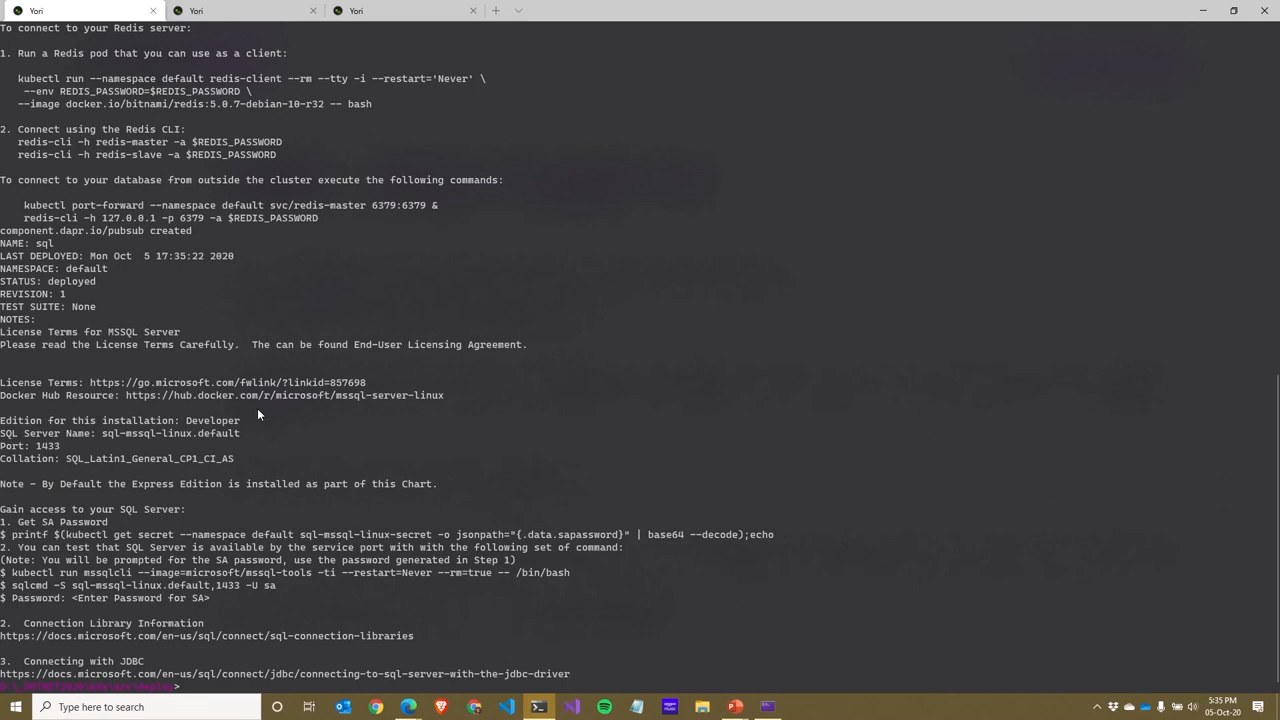 Yori
Yori
Yori
To connect to your Redis server:
1. Run a Redis pod that you can use as a client:
kubectl run --namespace default redis-client --rm --tty -i --restart='Never' \
--env REDIS_PASSWORD=$REDIS_PASSWORD \
--image docker.io/bitnami/redis:5.0.7-debian-10-r32 -- bash
2. Connect using the Redis CLI:
redis-cli -h redis-master -a $REDIS_PASSWORD
redis-cli -h redis-slave -a $REDIS_PASSWORD
To connect to your database from outside the cluster execute the following commands:
kubectl port-forward --namespace default svc/redis-master 6379:6379 &
redis-cli -h 127.0.0.1 -p 6379 -a $REDIS_PASSWORD
component.dapr.io/pubsub created
NAME: sql
LAST DEPLOYED: Mon Oct  5 17:35:22 2020
NAMESPACE: default
STATUS: deployed
REVISION: 1
TEST SUITE: None
NOTES:
License Terms for MSSQL Server
Please read the License Terms Carefully.  The can be found End-User Licensing Agreement.
License Terms: https://go.microsoft.com/fwlink/?linkid=857698
Docker Hub Resource: https://hub.docker.com/r/microsoft/mssql-server-linux
Edition for this installation: Developer
SQL Server Name: sql-mssql-linux.default
Port: 1433
Collation: SQL_Latin1_General_CP1_CI_AS
Note - By Default the Express Edition is installed as part of this Chart.
Gain access to your SQL Server:
1. Get SA Password
$ printf $(kubectl get secret --namespace default sql-mssql-linux-secret -o jsonpath="{.data.sapassword}" | base64 --decode);echo
2. You can test that SQL Server is available by the service port with with the following set of command:
(Note: You will be prompted for the SA password, use the password generated in Step 1)
$ kubectl run mssqlcli --image=microsoft/mssql-tools -ti --restart=Never --rm=true -- /bin/bash
$ sqlcmd -S sql-mssql-linux.default,1433 -U sa
$ Password: <Enter Password for SA>
2.  Connection Library Information
https://docs.microsoft.com/en-us/sql/connect/sql-connection-libraries
3.  Connecting with JDBC
https://docs.microsoft.com/en-us/sql/connect/jdbc/connecting-to-sql-server-with-the-jdbc-driver
>
Type here to search
5:35 PM
05-Oct-20